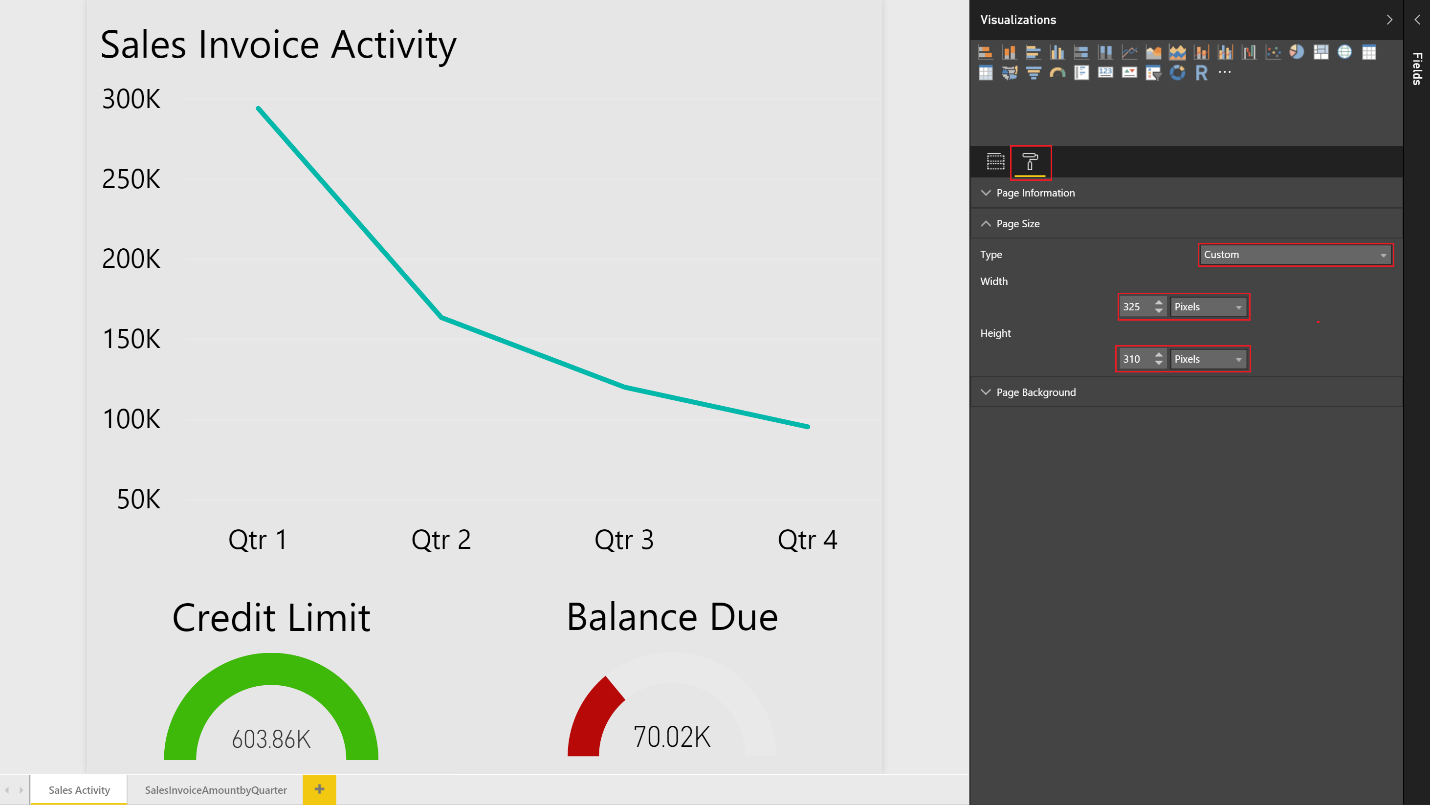 Sales Invoice Activity
300K
250K
200K
150K
100K
50K
Qtr 1 Qtr 2 Qtr 3 Qtr 4
Credit Limit Balance Due
603.86K 70.02K
Sales Activity SalesInvoiceAmountbyQuarter +
Visualizations
123
R ...
Page Information
Page Size
Type Custom
Width
325 Pixels
Height
310 Pixels
Page Background
Fields